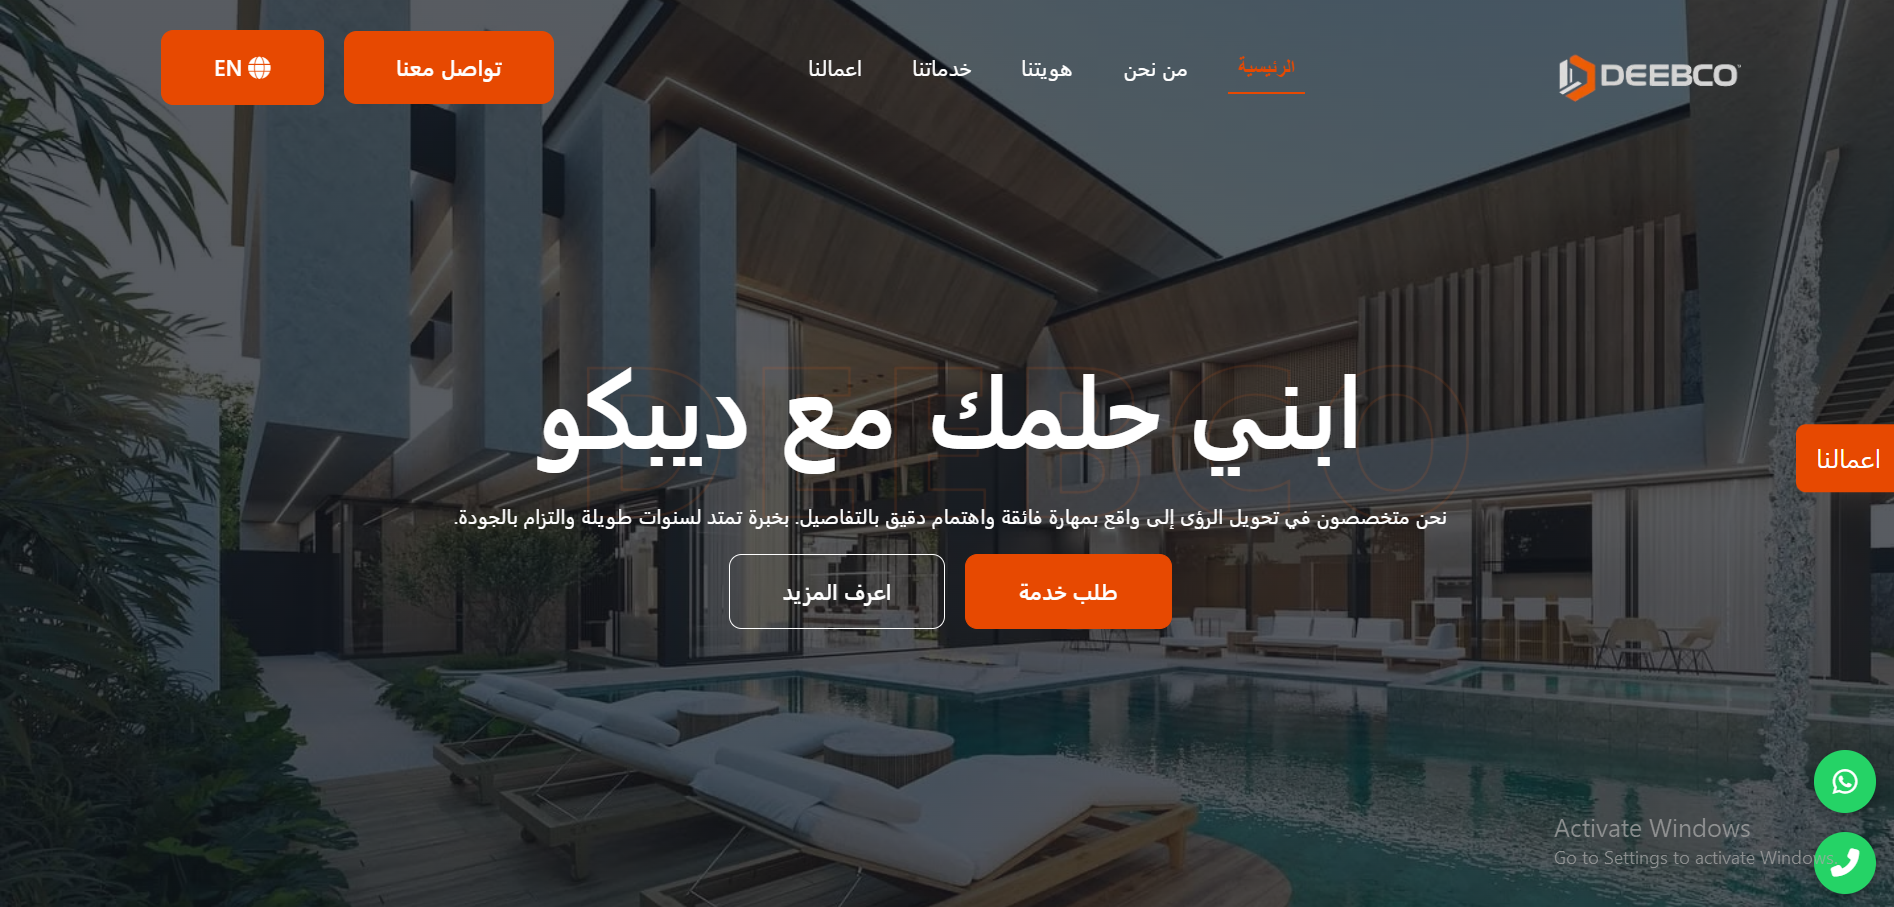 DEEBCO™
الرئيسية
من نحن
هويتنا
خدماتنا
اعمالنا
تواصل معنا
EN
DEEBCO
ابني حلمك مع ديبكو
نحن متخصصون في تحويل الرؤى إلى واقع بمهارة فائقة واهتمام دقيق بالتفاصيل. بخبرة تمتد لسنوات طويلة والتزام بالجودة.
طلب خدمة
اعرف المزيد
اعمالنا
Activate Windows
Go to Settings to activate Windows.